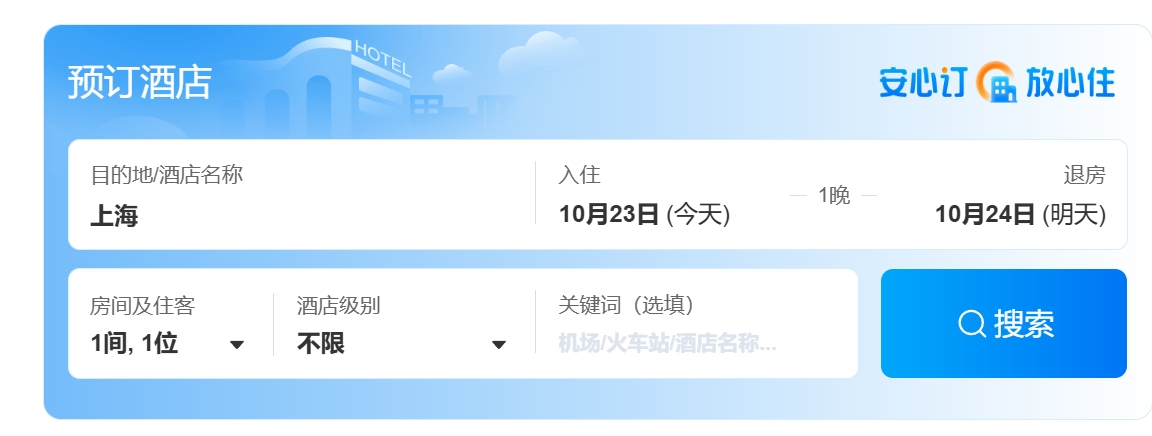 HOTEL
预订酒店
安心订 放心住
目的地/酒店名称
上海
入住
10月23日 (今天)
1晚
退房
10月24日 (明天)
房间及住客
1间, 1位
酒店级别
不限
关键词（选填）
机场/火车站/酒店名称...
搜索